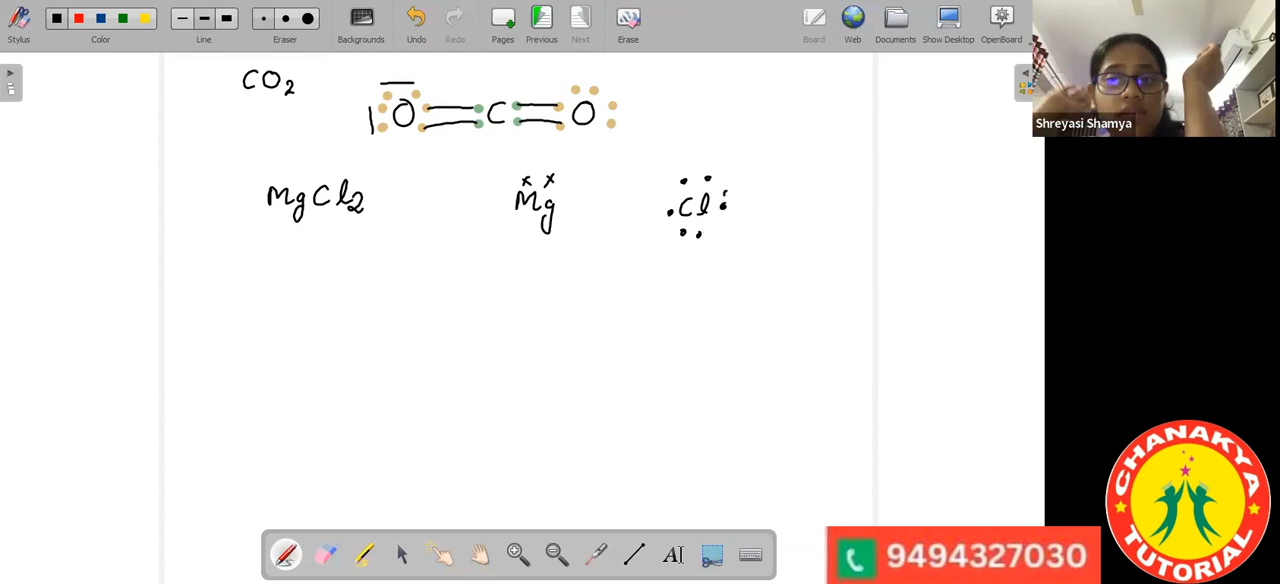 Stylus Color Line Eraser Backgrounds Undo Redo Pages Previous Next Erase Board Web Documents Show Desktop OpenBoard
CO2
O C O
Shreyasi Shamya
MgCl2 Mg Cl
CHANAKYA
TUTORIAL
9494327030